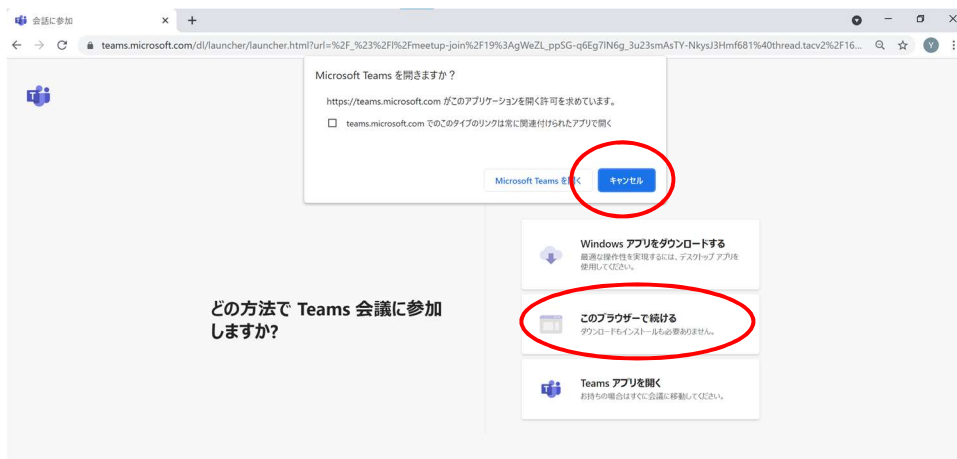 会話に参加
teams.microsoft.com/dl/launcher/launcher.html?url=%2F_%23%2Fl%2Fmeetup-join%2F19%3AgWeZL_ppSG-q6Eg7lN6g_3u23smAsTY-NkysJ3Hmf681%40thread.tacv2%2F16...
Y
Microsoft Teams を開きますか？
https://teams.microsoft.com がこのアプリケーションを開く許可を求めています。
teams.microsoft.com でのこのタイプのリンクは常に関連付けられたアプリで開く
Microsoft Teams を開く キャンセル
Windows アプリをダウンロードする
最適な操作性を実現するには、デスクトップ アプリを
使用してください。
どの方法で Teams 会議に参加
しますか?
このブラウザーで続ける
ダウンロードもインストールも必要ありません。
Teams アプリを開く
お持ちの場合はすぐに会議に移動してください。